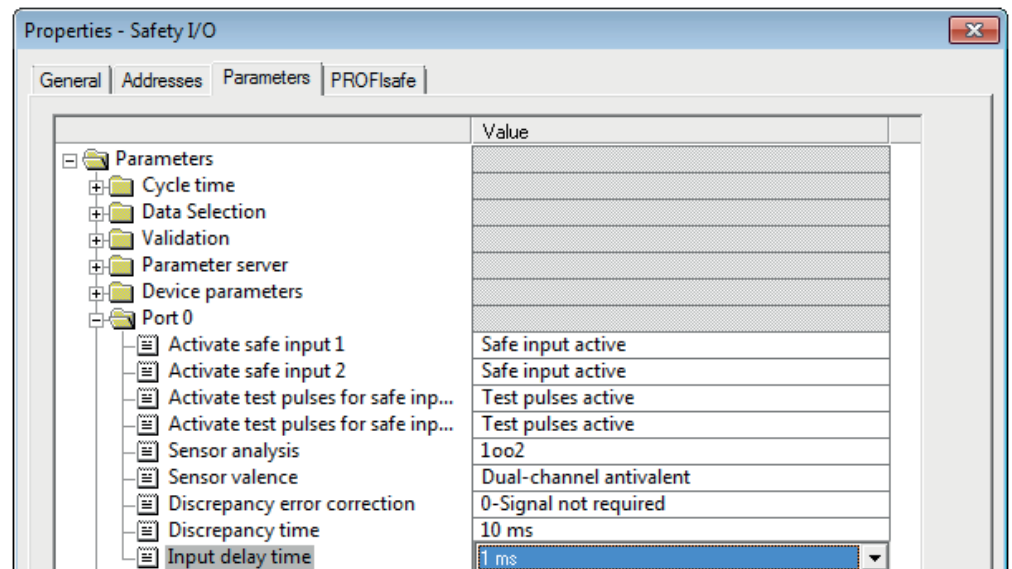 Properties - Safety I/O
General Addresses Parameters PROFIsafe
Value
Parameters
Cycle time
Data Selection
Validation
Parameter server
Device parameters
Port 0
Activate safe input 1 Safe input active
Activate safe input 2 Safe input active
Activate test pulses for safe inp... Test pulses active
Activate test pulses for safe inp... Test pulses active
Sensor analysis 1oo2
Sensor valence Dual-channel antivalent
Discrepancy error correction 0-Signal not required
Discrepancy time 10 ms
Input delay time 1 ms